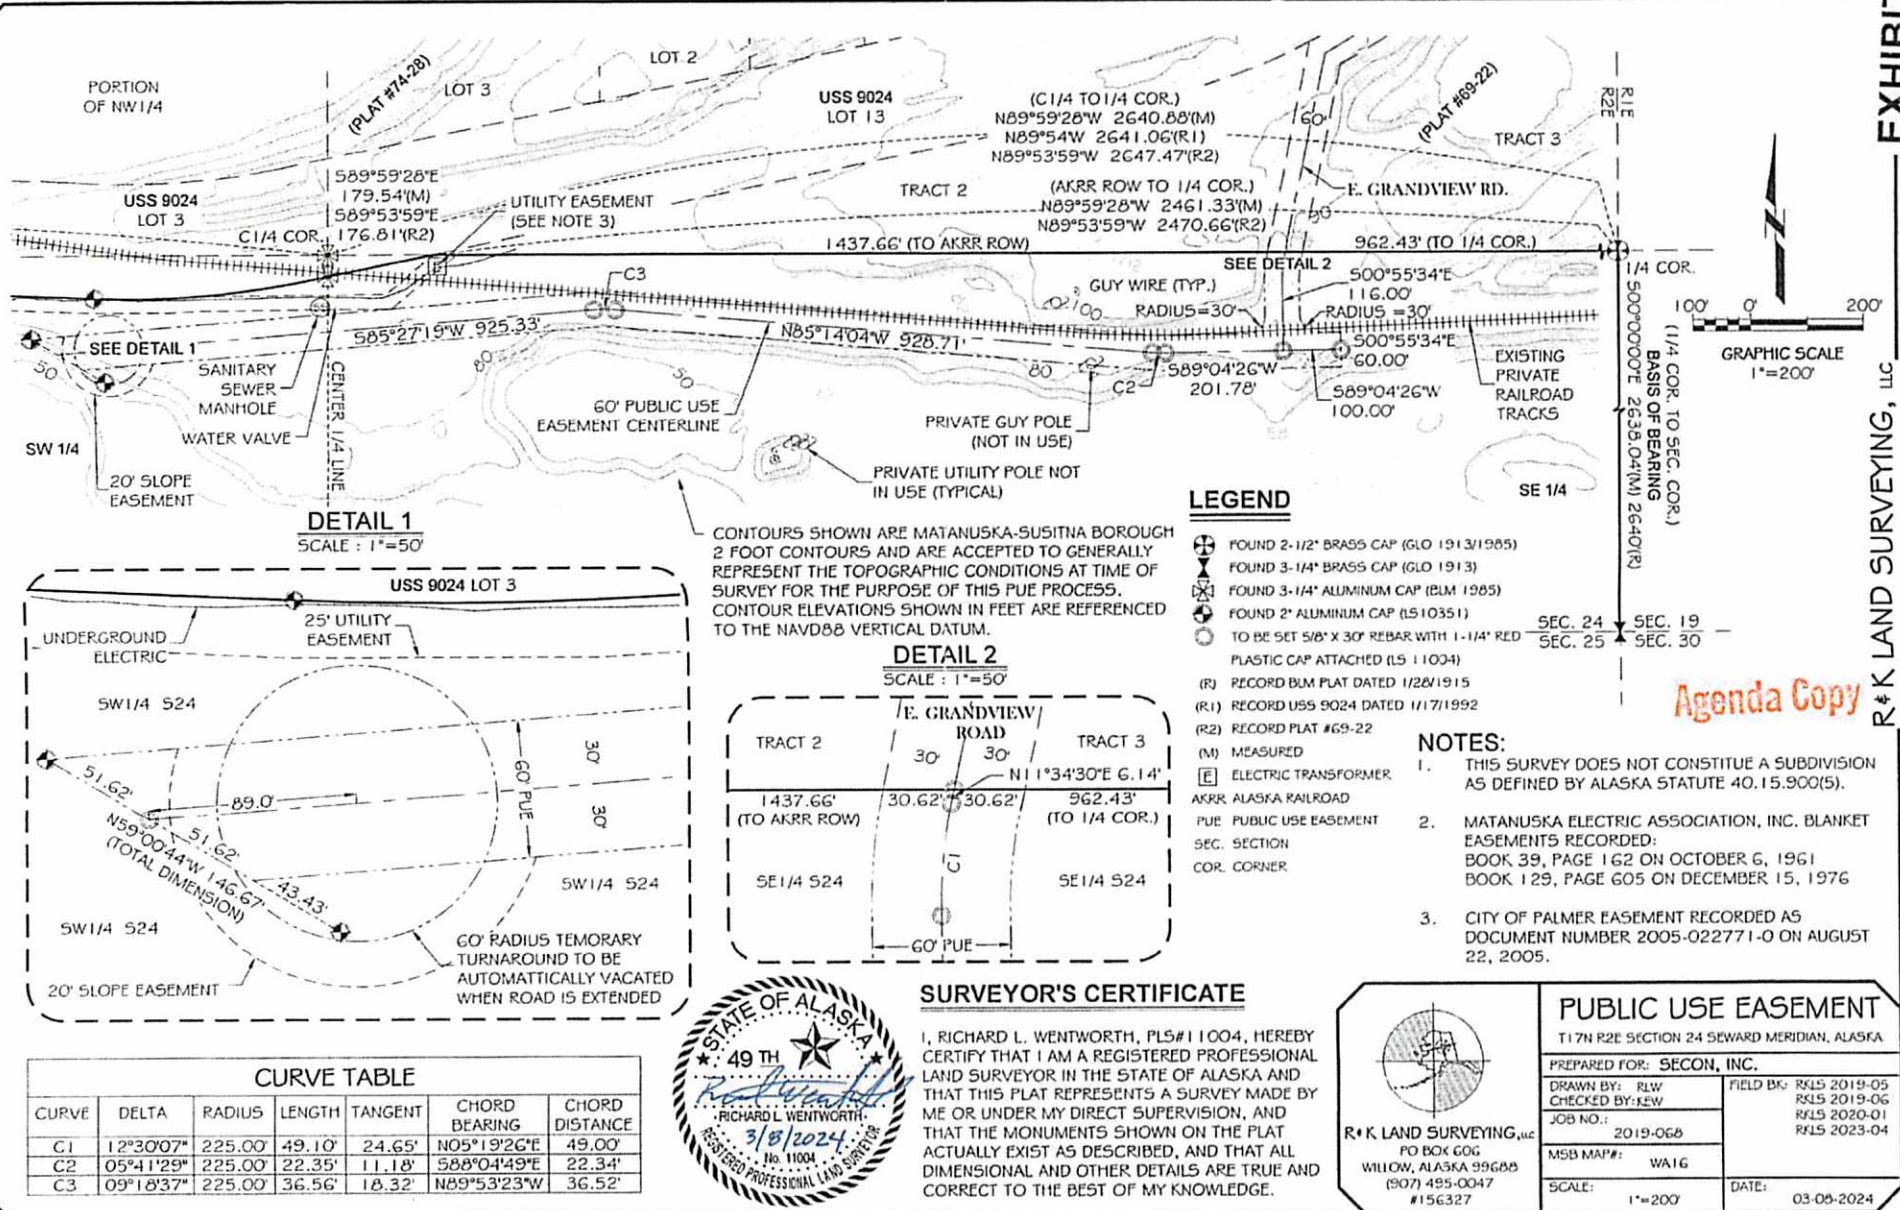 EXHIBIT
R&K LAND SURVEYING, LLC
PORTION
OF NW1/4
(PLAT #74-28)
LOT 3
LOT 2
USS 9024
LOT 13
(C1/4 TO 1/4 COR.)
N89°59'28"W 2640.88'(M)
N89°54'W 2641.06'(R1)
N89°53'59"W 2647.47'(R2)
60'
(PLAT #69-22)
TRACT 3
R1E
R2E
USS 9024
LOT 3
S89°59'28"E
179.54'(M)
S89°53'59"E
176.81'(R2)
C1/4 COR.
UTILITY EASEMENT
(SEE NOTE 3)
TRACT 2
(AKRR ROW TO 1/4 COR.)
N89°59'28"W 2461.33'(M)
N89°53'59"W 2470.66'(R2)
E. GRANDVIEW RD.
90
1437.66' (TO AKRR ROW)
962.43' (TO 1/4 COR.)
1/4 COR.
SEE DETAIL 2
C3
GUY WIRE (TYP.)
S00°55'34"E
116.00'
100
RADIUS=30'
RADIUS =30'
S85°27'19"W 925.33'
N85°14'04"W 928.71'
SEE DETAIL 1
50
80
50
80
C2
S89°04'26"W
201.78'
S00°55'34"E
60.00'
S89°04'26"W
100.00'
EXISTING
PRIVATE
RAILROAD
TRACKS
SANITARY
SEWER
MANHOLE
WATER VALVE
CENTER 1/4 LINE
60' PUBLIC USE
EASEMENT CENTERLINE
PRIVATE GUY POLE
(NOT IN USE)
PRIVATE UTILITY POLE NOT
IN USE (TYPICAL)
58
SW 1/4
20' SLOPE
EASEMENT
SE 1/4
S00°00'00"E 2638.04'(M) 2640'(R)
BASIS OF BEARING
(1/4 COR. TO SEC. COR.)
100' 0' 200'
GRAPHIC SCALE
1"=200'
SEC. 24 SEC. 19
SEC. 25 SEC. 30
Agenda Copy
DETAIL 1
SCALE : 1"=50'
USS 9024 LOT 3
UNDERGROUND
ELECTRIC
25' UTILITY
EASEMENT
SW1/4 S24
51.62'
89.0'
51.62'
43.43'
N59°00'44"W 146.67'
(TOTAL DIMENSION)
60' PUE
30'
30'
SW1/4 S24
SW1/4 S24
20' SLOPE EASEMENT
60' RADIUS TEMORARY
TURNAROUND TO BE
AUTOMATTICALLY VACATED
WHEN ROAD IS EXTENDED
CONTOURS SHOWN ARE MATANUSKA-SUSITNA BOROUGH
2 FOOT CONTOURS AND ARE ACCEPTED TO GENERALLY
REPRESENT THE TOPOGRAPHIC CONDITIONS AT TIME OF
SURVEY FOR THE PURPOSE OF THIS PUE PROCESS.
CONTOUR ELEVATIONS SHOWN IN FEET ARE REFERENCED
TO THE NAVD88 VERTICAL DATUM.
DETAIL 2
SCALE : 1"=50'
E. GRANDVIEW
ROAD
TRACT 2
TRACT 3
30' 30'
N11°34'30"E 6.14'
1437.66'
(TO AKRR ROW)
30.62' 30.62'
962.43'
(TO 1/4 COR.)
C1
SE1/4 S24
SE1/4 S24
60' PUE
LEGEND
FOUND 2-1/2" BRASS CAP (GLO 1913/1985)
FOUND 3-1/4" BRASS CAP (GLO 1913)
FOUND 3-1/4" ALUMINUM CAP (BLM 1985)
FOUND 2" ALUMINUM CAP (LS10351)
TO BE SET 5/8" X 30" REBAR WITH 1-1/4" RED
PLASTIC CAP ATTACHED (LS 11004)
(R) RECORD BLM PLAT DATED 1/28/1915
(R1) RECORD USS 9024 DATED 1/17/1992
(R2) RECORD PLAT #69-22
(M) MEASURED
E ELECTRIC TRANSFORMER
AKRR ALASKA RAILROAD
PUE PUBLIC USE EASEMENT
SEC. SECTION
COR. CORNER
NOTES:
1. THIS SURVEY DOES NOT CONSTITUE A SUBDIVISION
AS DEFINED BY ALASKA STATUTE 40.15.900(5).
2. MATANUSKA ELECTRIC ASSOCIATION, INC. BLANKET
EASEMENTS RECORDED:
BOOK 39, PAGE 162 ON OCTOBER 6, 1961
BOOK 129, PAGE 605 ON DECEMBER 15, 1976
3. CITY OF PALMER EASEMENT RECORDED AS
DOCUMENT NUMBER 2005-022771-0 ON AUGUST
22, 2005.
CURVE TABLE
CURVE DELTA RADIUS LENGTH TANGENT CHORD BEARING CHORD DISTANCE
C1 12°30'07" 225.00' 49.10' 24.65' N05°19'26"E 49.00'
C2 05°41'29" 225.00' 22.35' 11.18' S88°04'49"E 22.34'
C3 09°18'37" 225.00' 36.56' 18.32' N89°53'23"W 36.52'
STATE OF ALASKA
49 TH
RICHARD L. WENTWORTH
3/8/2024
No. 11004
REGISTERED PROFESSIONAL LAND SURVEYOR
SURVEYOR'S CERTIFICATE
I, RICHARD L. WENTWORTH, PLS#11004, HEREBY
CERTIFY THAT I AM A REGISTERED PROFESSIONAL
LAND SURVEYOR IN THE STATE OF ALASKA AND
THAT THIS PLAT REPRESENTS A SURVEY MADE BY
ME OR UNDER MY DIRECT SUPERVISION, AND
THAT THE MONUMENTS SHOWN ON THE PLAT
ACTUALLY EXIST AS DESCRIBED, AND THAT ALL
DIMENSIONAL AND OTHER DETAILS ARE TRUE AND
CORRECT TO THE BEST OF MY KNOWLEDGE.
R&K LAND SURVEYING, LLC
PO BOX 606
WILLOW, ALASKA 99688
(907) 495-0047
#156327
PUBLIC USE EASEMENT
T17N R2E SECTION 24 SEWARD MERIDIAN, ALASKA
PREPARED FOR: SECON, INC.
DRAWN BY: RLW
CHECKED BY: KEW
FIELD BK: RKLS 2019-05
RKLS 2019-06
RKLS 2020-01
RKLS 2023-04
JOB NO.:
2019-068
MSB MAP#:
WA16
SCALE:
1"=200'
DATE:
03-08-2024